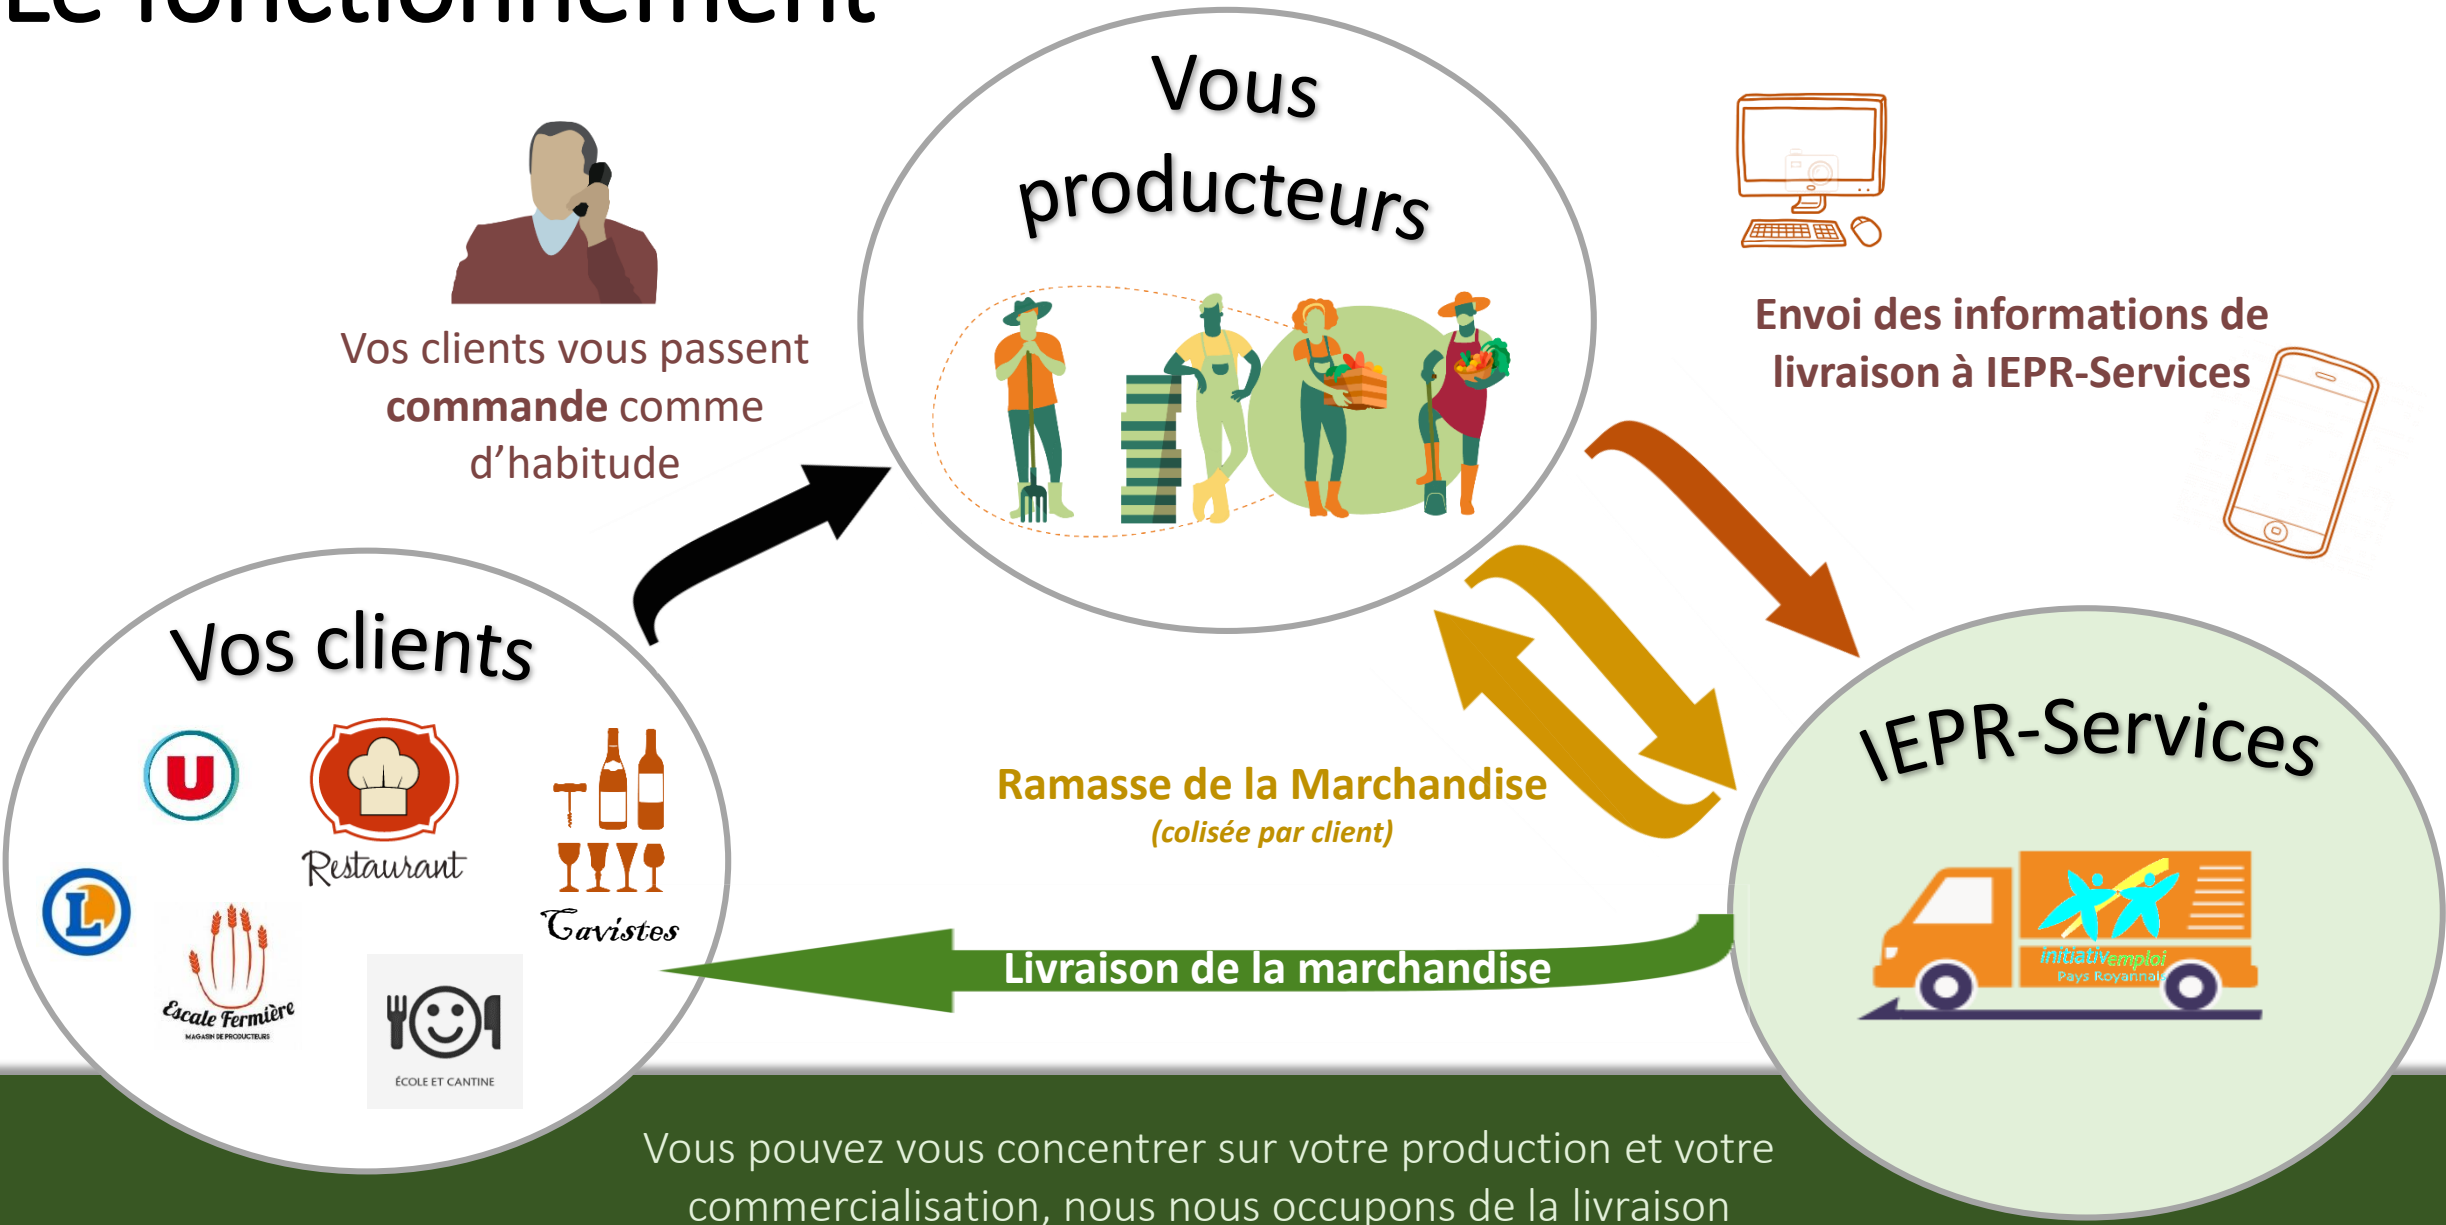 Le fonctionnement
Vous
producteurs
Vos clients vous passent
commande comme
d’habitude
Envoi des informations de
livraison à IEPR-Services
Vos clients
U
Restaurant
Cavistes
L
Escale Fermière
MAGASIN DE PRODUCTEURS
ÉCOLE ET CANTINE
Ramasse de la Marchandise
(colisée par client)
Livraison de la marchandise
IEPR-Services
initiativemploi
Pays Royannais
Vous pouvez vous concentrer sur votre production et votre
commercialisation, nous nous occupons de la livraison